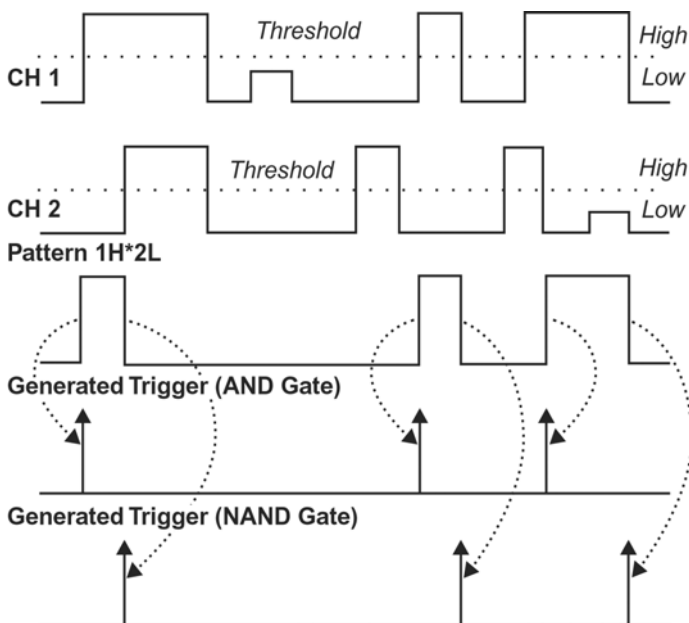 Threshold
High
CH 1
Low
Threshold
High
CH 2
Low
Pattern 1H*2L
Generated Trigger (AND Gate)
Generated Trigger (NAND Gate)